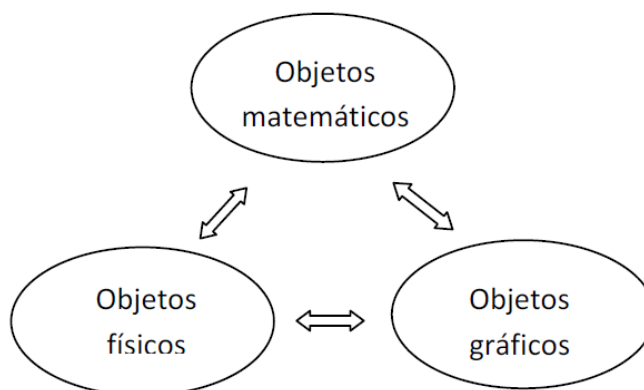 Objetos
matemáticos
Objetos
físicos
Objetos
gráficos